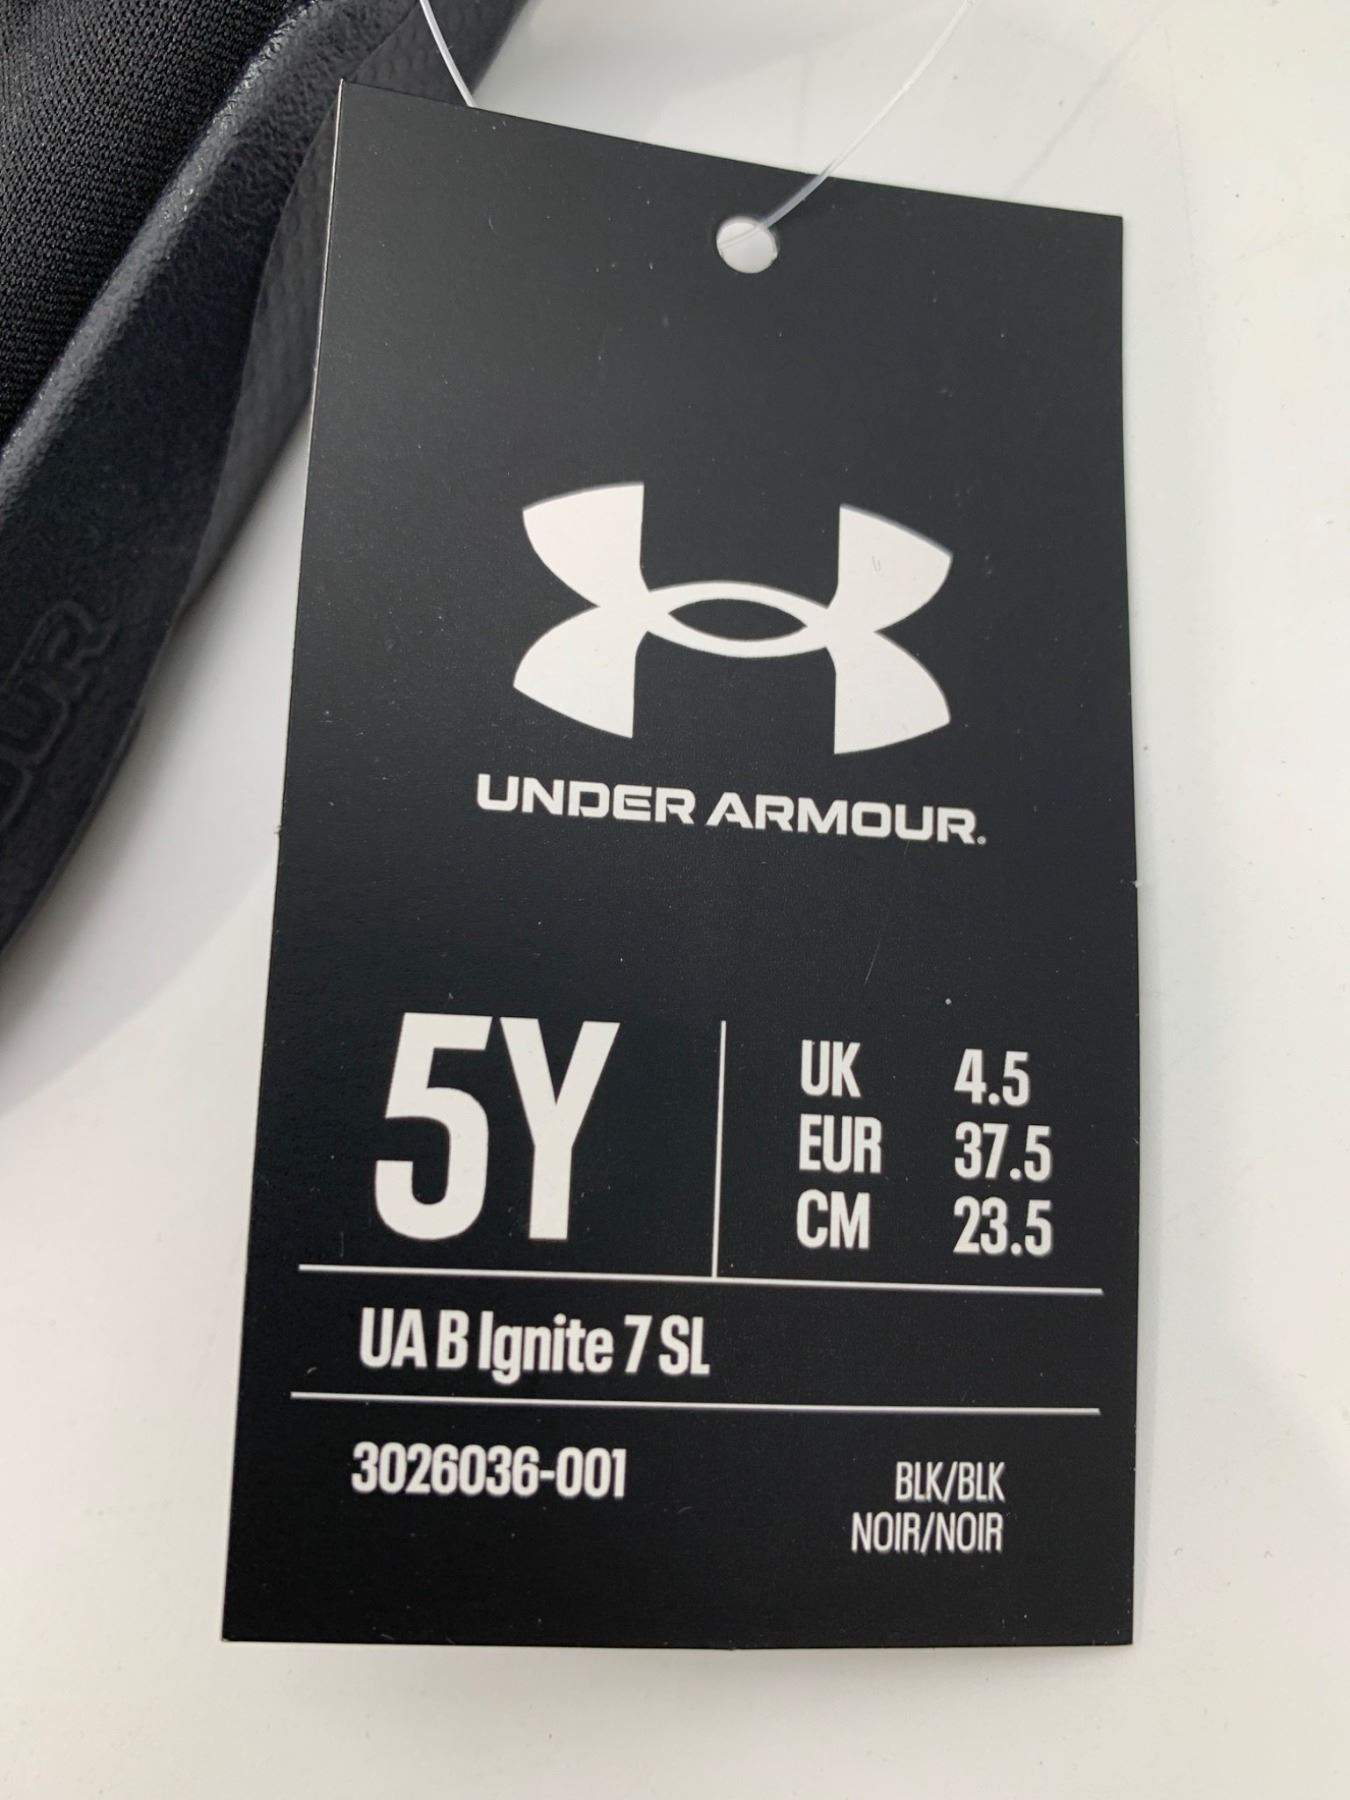 UNDER ARMOUR.
5Y
UK 4.5
EUR 37.5
CM 23.5
UA B Ignite 7 SL
3026036-001
BLK/BLK
NOIR/NOIR